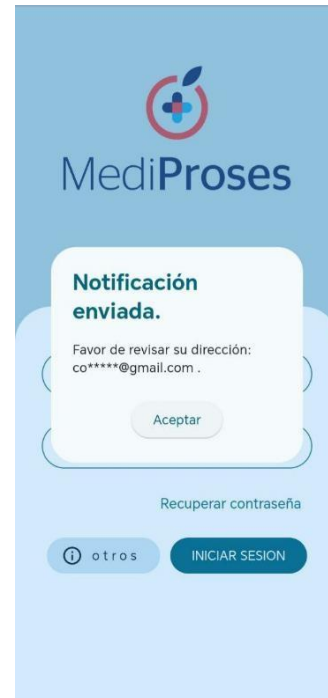 MediProses
Notificación
enviada.
Favor de revisar su dirección:
co*****@gmail.com .
Aceptar
Recuperar contraseña
otros
INICIAR SESION